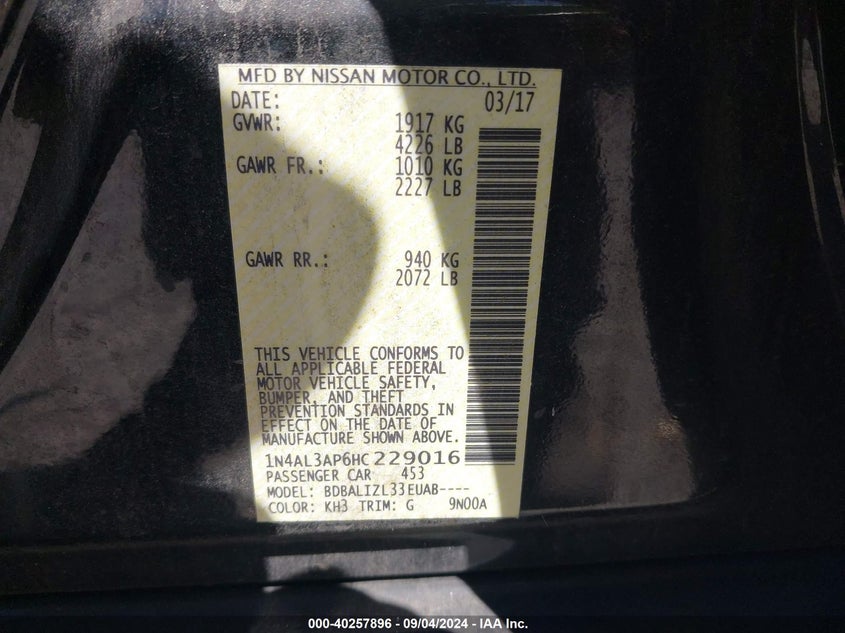 MFD BY NISSAN MOTOR CO., LTD.
DATE: 03/17
GVWR: 1917 KG
4226 LB
GAWR FR.: 1010 KG
2227 LB
GAWR RR.: 940 KG
2072 LB
THIS VEHICLE CONFORMS TO
ALL APPLICABLE FEDERAL
MOTOR VEHICLE SAFETY,
BUMPER, AND THEFT
PREVENTION STANDARDS IN
EFFECT ON THE DATE OF
MANUFACTURE SHOWN ABOVE.
1N4AL3AP6HC229016
PASSENGER CAR 453
MODEL: BDBALIZL33EUAB----
COLOR: KH3 TRIM: G 9N00A
000-40257896 - 09/04/2024 - IAA Inc.